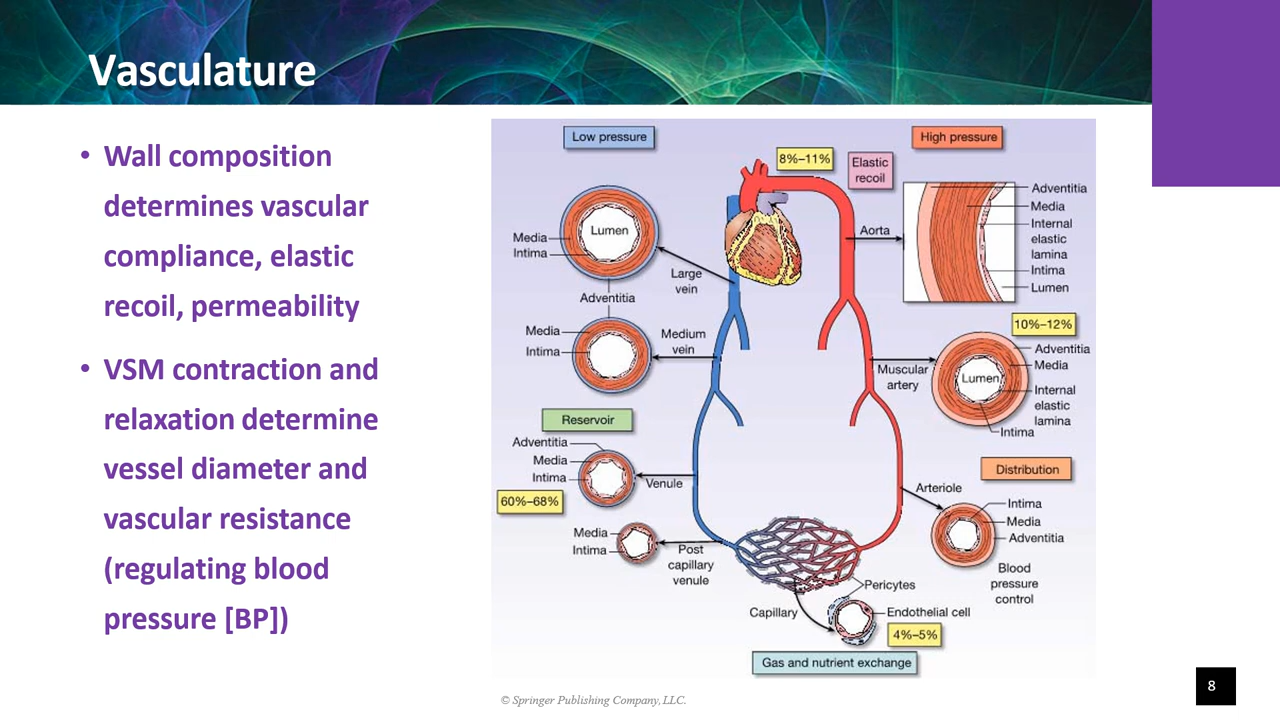 Vasculature
• Wall composition
determines vascular
compliance, elastic
recoil, permeability
• VSM contraction and
relaxation determine
vessel diameter and
vascular resistance
(regulating blood
pressure [BP])
Low pressure
High pressure
8%–11%
Elastic
recoil
Lumen
Media
Intima
Adventitia
Large
vein
Aorta
Adventitia
Media
Internal
elastic
lamina
Intima
Lumen
Media
Intima
Medium
vein
10%–12%
Muscular
artery
Lumen
Adventitia
Media
Internal
elastic
lamina
Intima
Reservoir
Adventitia
Media
Intima
Venule
60%–68%
Distribution
Arteriole
Intima
Media
Adventitia
Blood
pressure
control
Media
Intima
Post
capillary
venule
Pericytes
Capillary
Endothelial cell
4%–5%
Gas and nutrient exchange
© Springer Publishing Company, LLC.
8